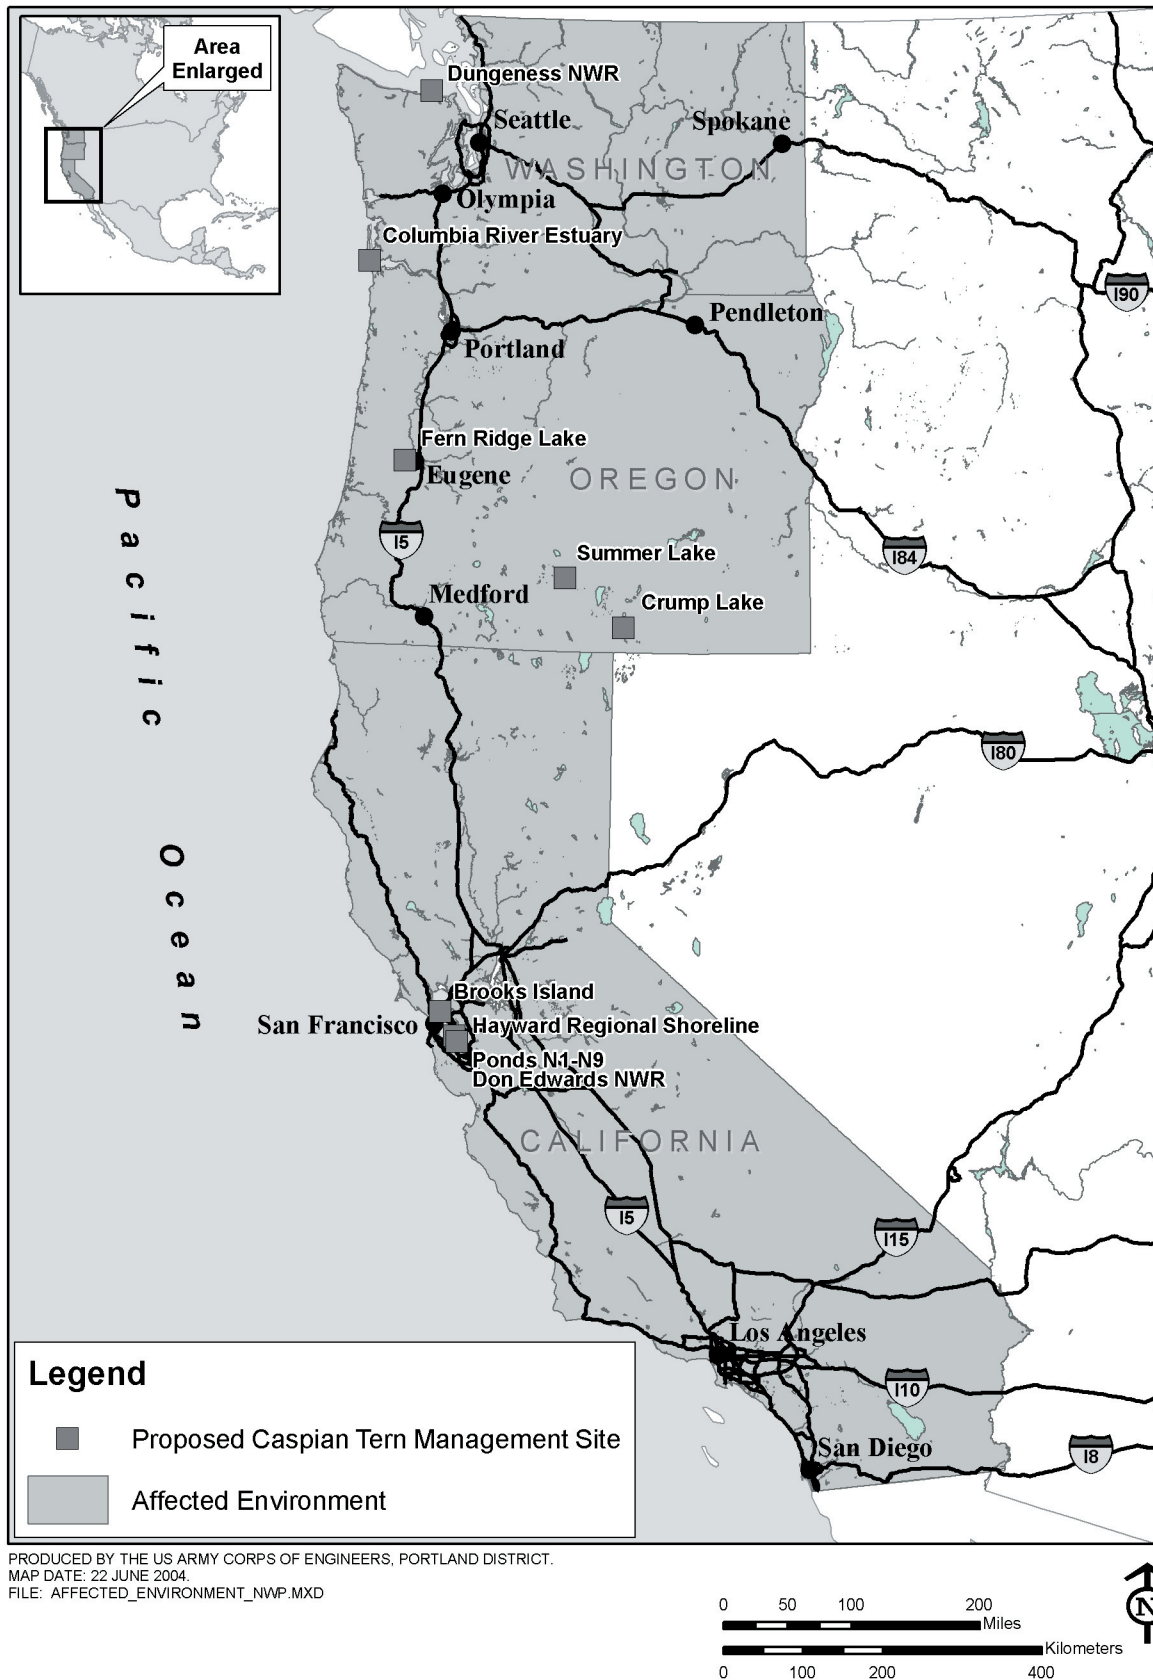 Area
Enlarged
Dungeness NWR
Seattle
Spokane
WASHINGTON
Olympia
Columbia River Estuary
I90
Pendleton
Portland
Fern Ridge Lake
Eugene
OREGON
I5
I84
Summer Lake
Medford
Crump Lake
Pacific Ocean
I80
Brooks Island
San Francisco
Hayward Regional Shoreline
Ponds N1-N9
Don Edwards NWR
CALIFORNIA
I5
I15
Los Angeles
I10
San Diego
I8
Legend
Proposed Caspian Tern Management Site
Affected Environment
PRODUCED BY THE US ARMY CORPS OF ENGINEERS, PORTLAND DISTRICT.
MAP DATE: 22 JUNE 2004.
FILE: AFFECTED_ENVIRONMENT_NWP.MXD
0 50 100 200
Miles
Kilometers
0 100 200 400
N